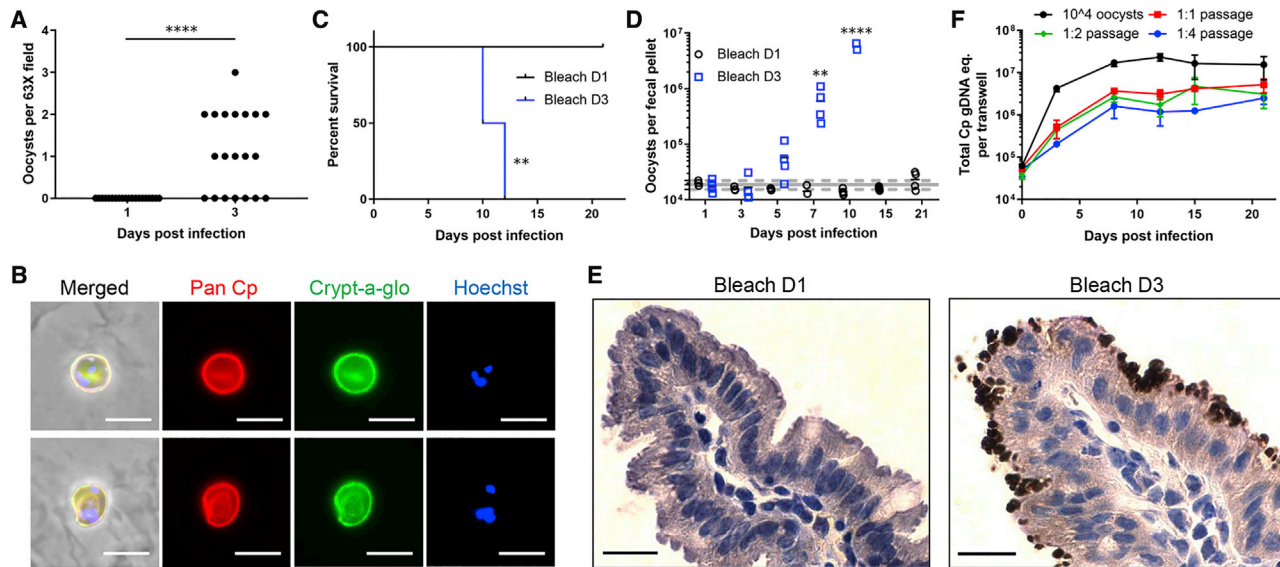 A
****
Oocysts per 63X field
4
3
2
1
0
1 3
Days post infection
B
Merged Pan Cp Crypt-a-glo Hoechst
C
Percent survival
100
50
0
Bleach D1
Bleach D3
**
0 5 10 15 20
Days post infection
D
Oocysts per fecal pellet
Bleach D1
Bleach D3
****
**
10^7
10^6
10^5
10^4
1 3 5 7 10 15 21
Days post infection
E
Bleach D1 Bleach D3
F
10^4 oocysts 1:1 passage
1:2 passage 1:4 passage
Total Cp gDNA eq.
per transwell
10^8
10^7
10^6
10^5
10^4
0 5 10 15 20
Days post infection